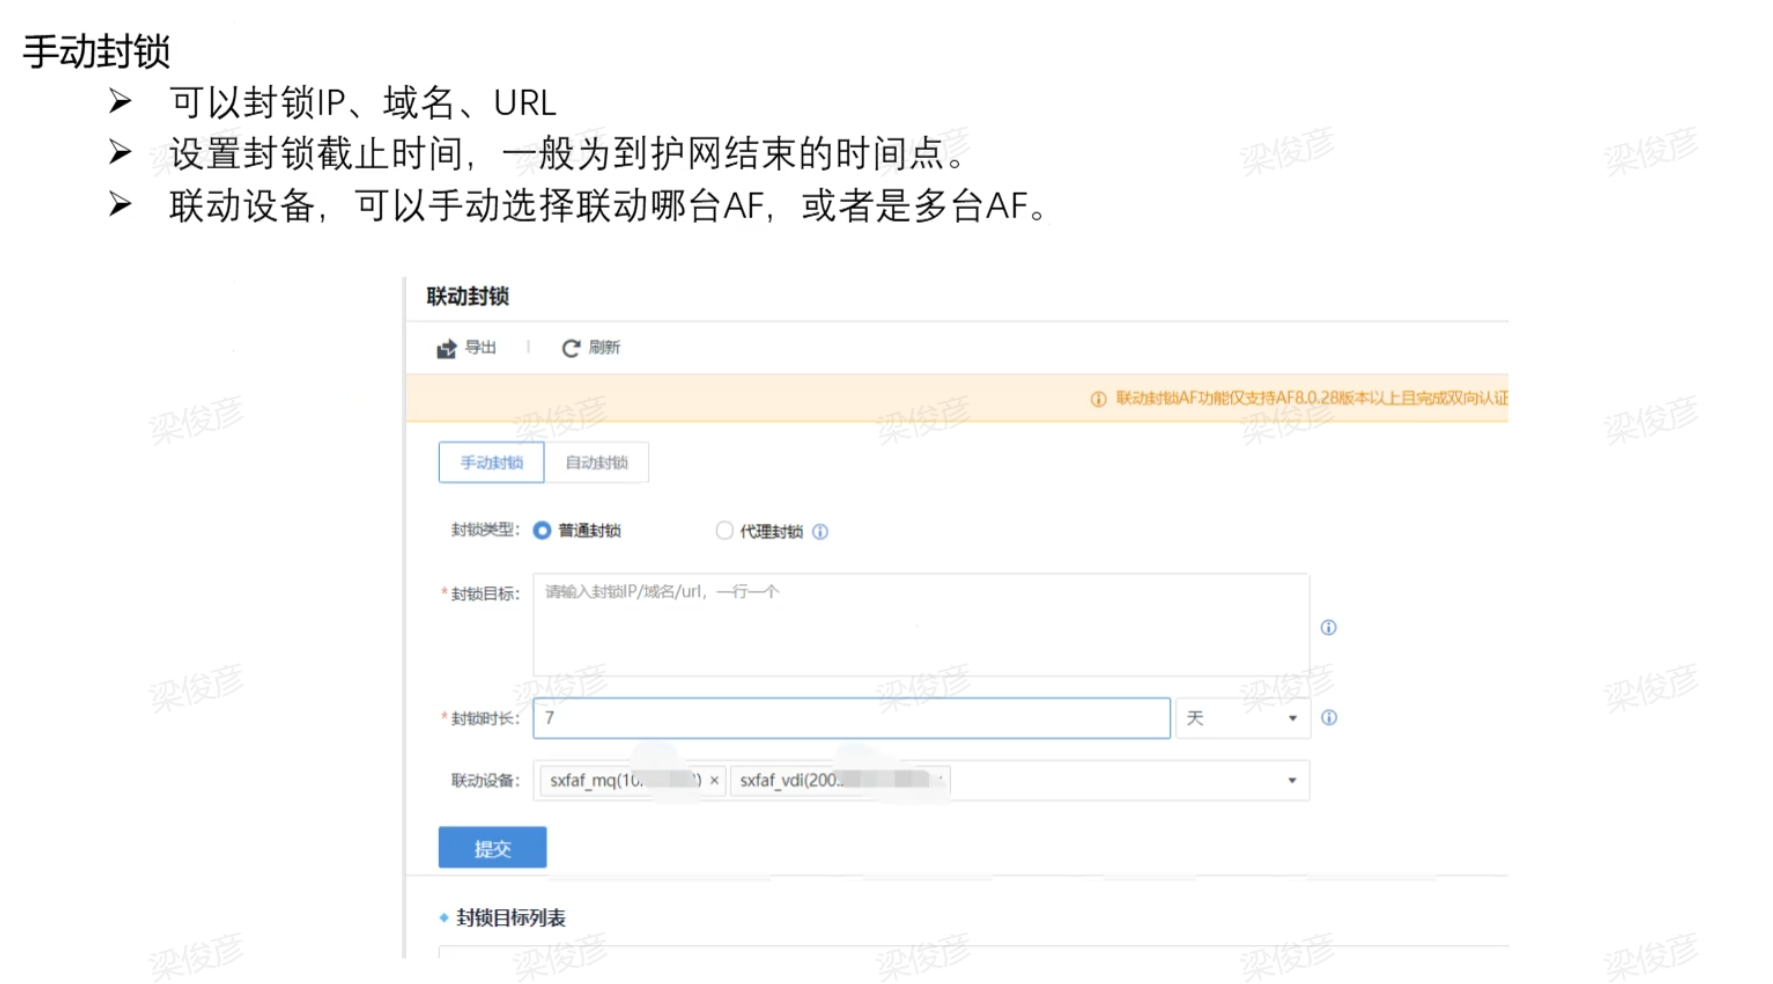 手动封锁
可以封锁IP、域名、URL
设置封锁截止时间，一般为到护网结束的时间点。
联动设备，可以手动选择联动哪台AF，或者是多台AF。
联动封锁
导出 刷新
联动封锁AF功能仅支持AF8.0.28版本以上且完成双向认证
手动封锁 自动封锁
封锁类型： 普通封锁 代理封锁
*封锁目标： 请输入封锁IP/域名/url，一行一个
*封锁时长： 7 天
联动设备： sxfaf_mq(10. ) × sxfaf_vdi(200.
提交
封锁目标列表
梁俊彦